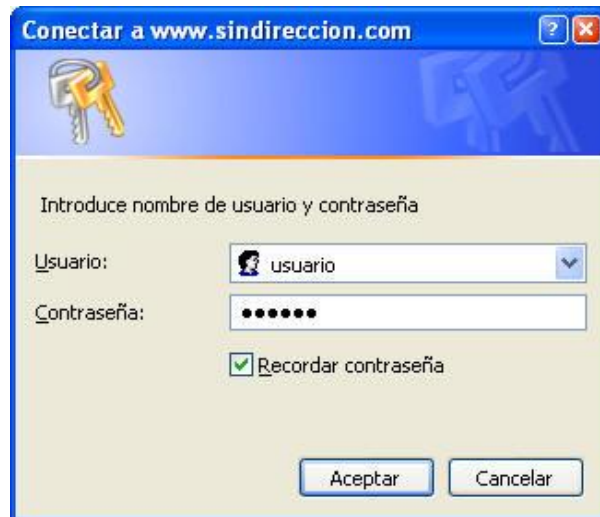 Conectar a www.sindireccion.com
Introduce nombre de usuario y contraseña
Usuario: usuario
Contraseña: ●●●●●●
Recordar contraseña
Aceptar Cancelar